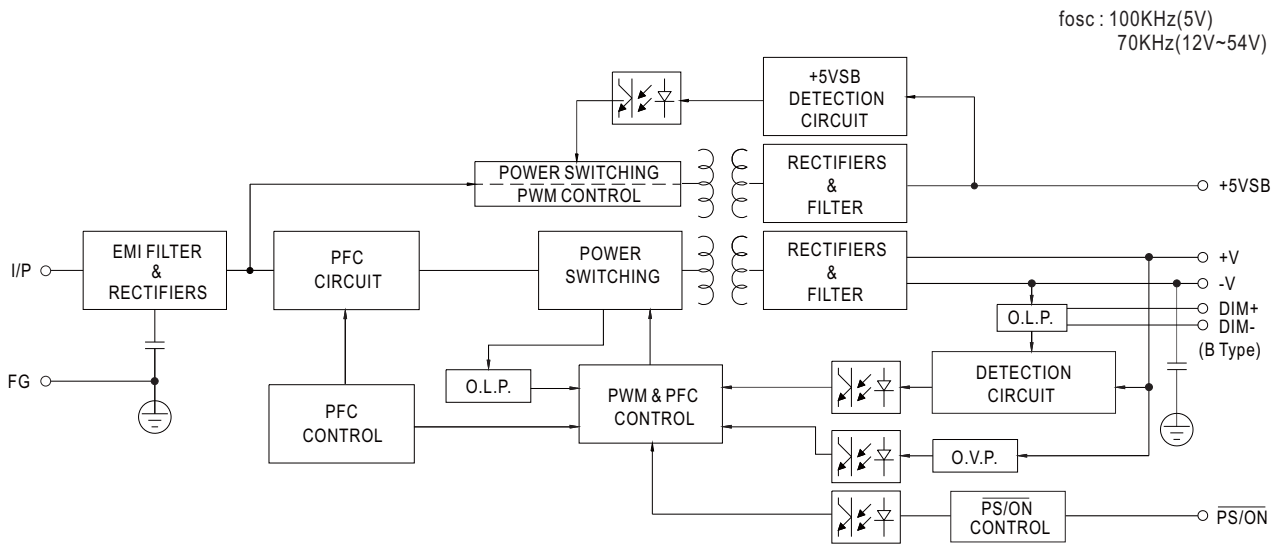 fosc : 100KHz(5V)
70KHz(12V~54V)
+5VSB
DETECTION
CIRCUIT
POWER SWITCHING
PWM CONTROL
RECTIFIERS
&
FILTER
+5VSB
I/P
EMI FILTER
&
RECTIFIERS
PFC
CIRCUIT
POWER
SWITCHING
RECTIFIERS
&
FILTER
+V
-V
DIM+
DIM-
(B Type)
O.L.P.
FG
O.L.P.
PFC
CONTROL
PWM & PFC
CONTROL
DETECTION
CIRCUIT
O.V.P.
PS/ON
CONTROL
PS/ON